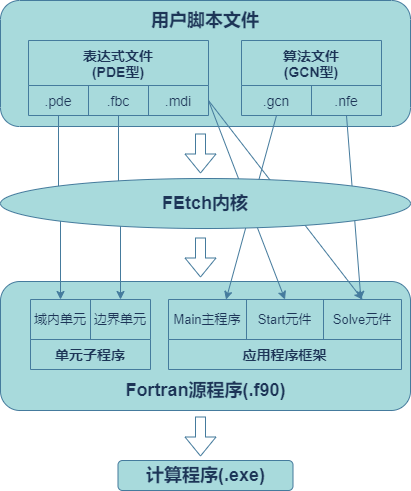 用户脚本文件
表达式文件
(PDE型)
算法文件
(GCN型)
.pde
.fbc
.mdi
.gcn
.nfe
FEtch内核
域内单元
边界单元
Main主程序
Start元件
Solve元件
单元子程序
应用程序框架
Fortran源程序(.f90)
计算程序(.exe)